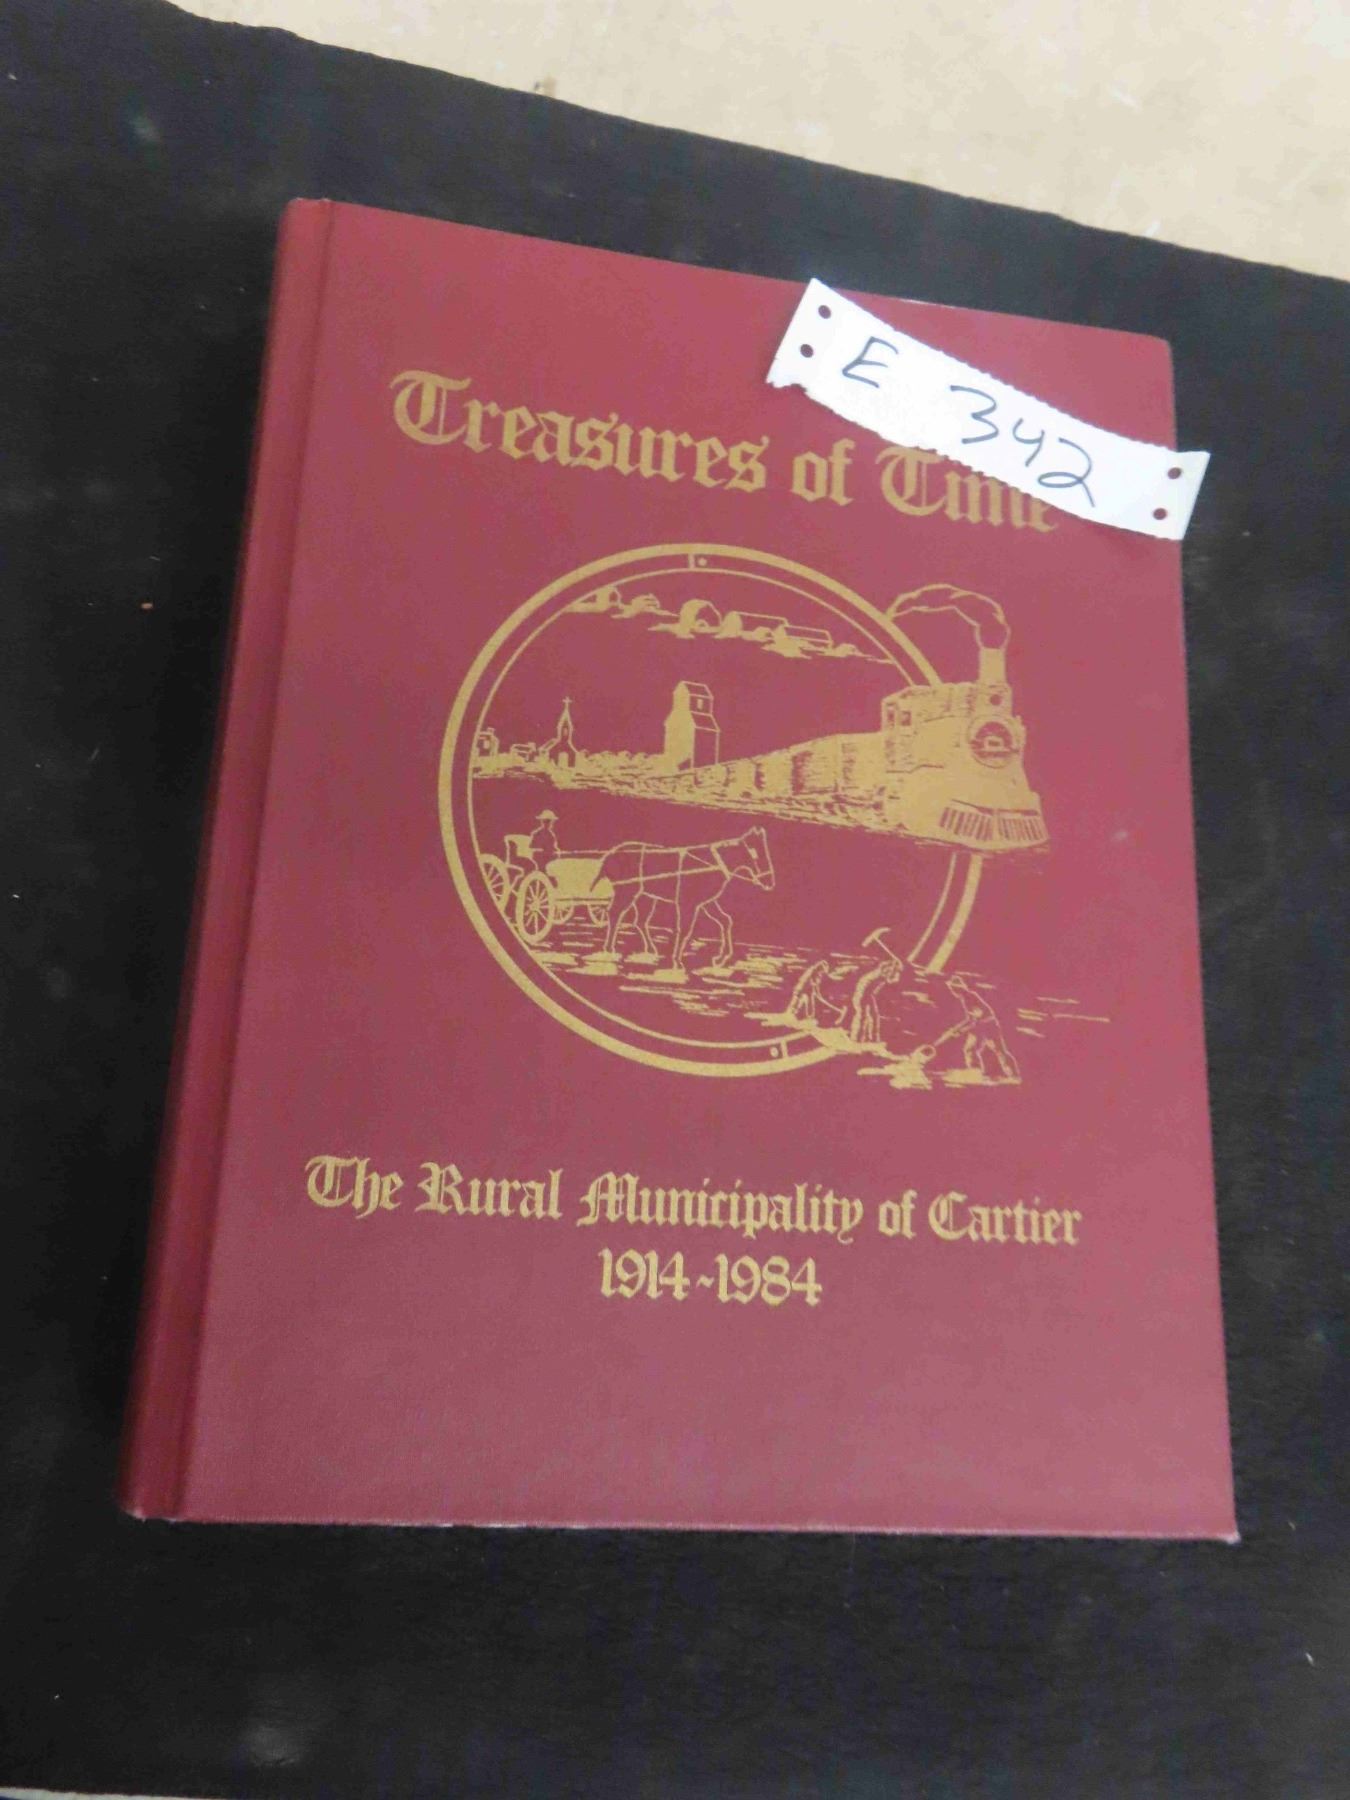 E 342
Treasures of Time
The Rural Municipality of Cartier
1914~1984